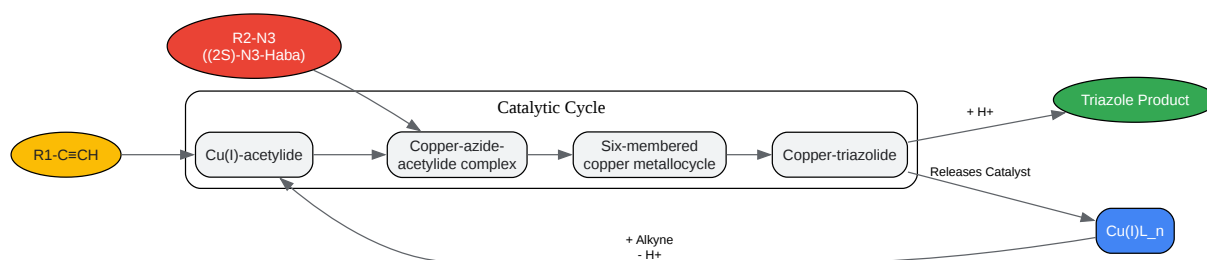 R2-N3
((2S)-N3-Haba)
Catalytic Cycle
R1-C≡CH
Cu(I)-acetylide
Copper-azide-
acetylide complex
Six-membered
copper metallocycle
Copper-triazolide
+ H+
Triazole Product
Releases Catalyst
Cu(I)L_n
+ Alkyne
- H+